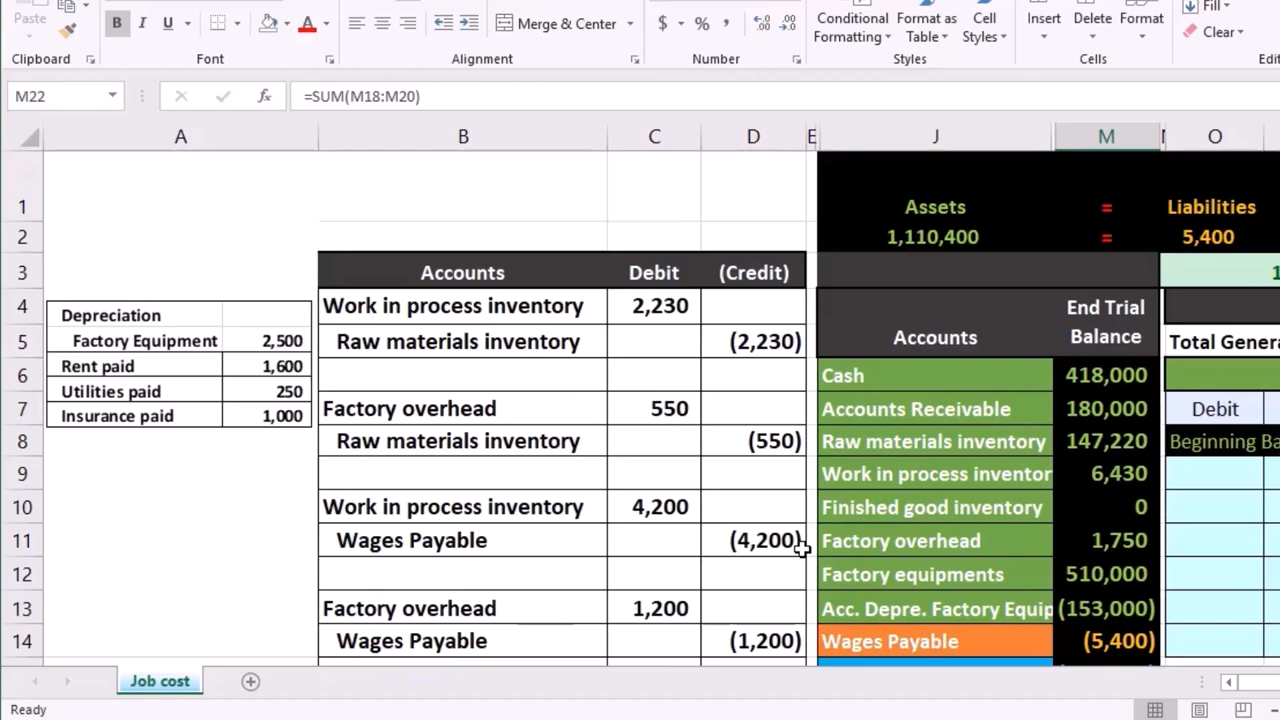 Paste
B I U A
Merge & Center
$ % ,
Conditional
Formatting
Format as
Table
Cell
Styles
Insert
Delete
Format
Fill
Clear
Clipboard
Font
Alignment
Number
Styles
Cells
M22
fx
=SUM(M18:M20)
A B C D E J M O
1 Assets = Liabilities
2 1,110,400 = 5,400
3 Accounts Debit (Credit)
4 Work in process inventory 2,230 End Trial
Accounts Balance
5 Raw materials inventory (2,230) Total Genera
6 Cash 418,000
7 Factory overhead 550 Accounts Receivable 180,000 Debit
8 Raw materials inventory (550) Raw materials inventory 147,220 Beginning Ba
9 Work in process inventor 6,430
10 Work in process inventory 4,200 Finished good inventory 0
11 Wages Payable (4,200) Factory overhead 1,750
12 Factory equipments 510,000
13 Factory overhead 1,200 Acc. Depre. Factory Equip (153,000)
14 Wages Payable (1,200) Wages Payable (5,400)
Depreciation
Factory Equipment 2,500
Rent paid 1,600
Utilities paid 250
Insurance paid 1,000
Job cost
Ready